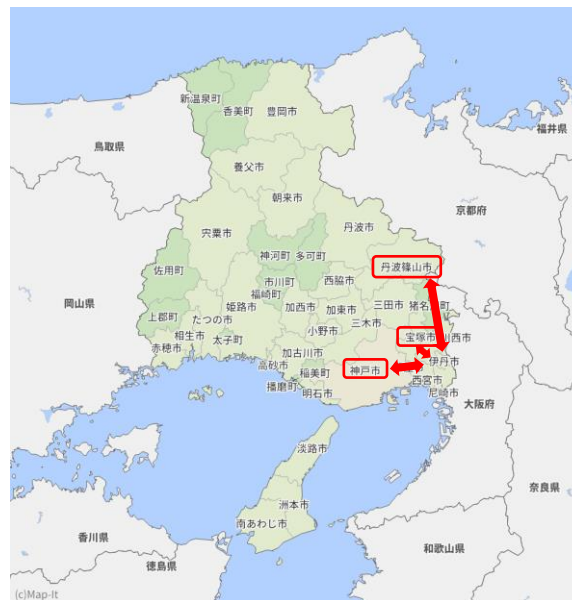 新温泉町
香美町
豊岡市
鳥取県
福井県
養父市
朝来市
京都府
宍粟市
丹波市
神河町
多可町
丹波篠山市
佐用町
市川町
西脇市
岡山県
福崎町
姫路市
加西市
加東市
三田市
猪名川町
上郡町
たつの市
小野市
三木市
相生市
太子町
宝塚市
川西市
赤穂市
加古川市
伊丹市
高砂市
稲美町
神戸市
西宮市
播磨町
明石市
尼崎市
大阪府
淡路市
奈良県
洲本市
南あわじ市
香川県
和歌山県
徳島県
(c)Map-It